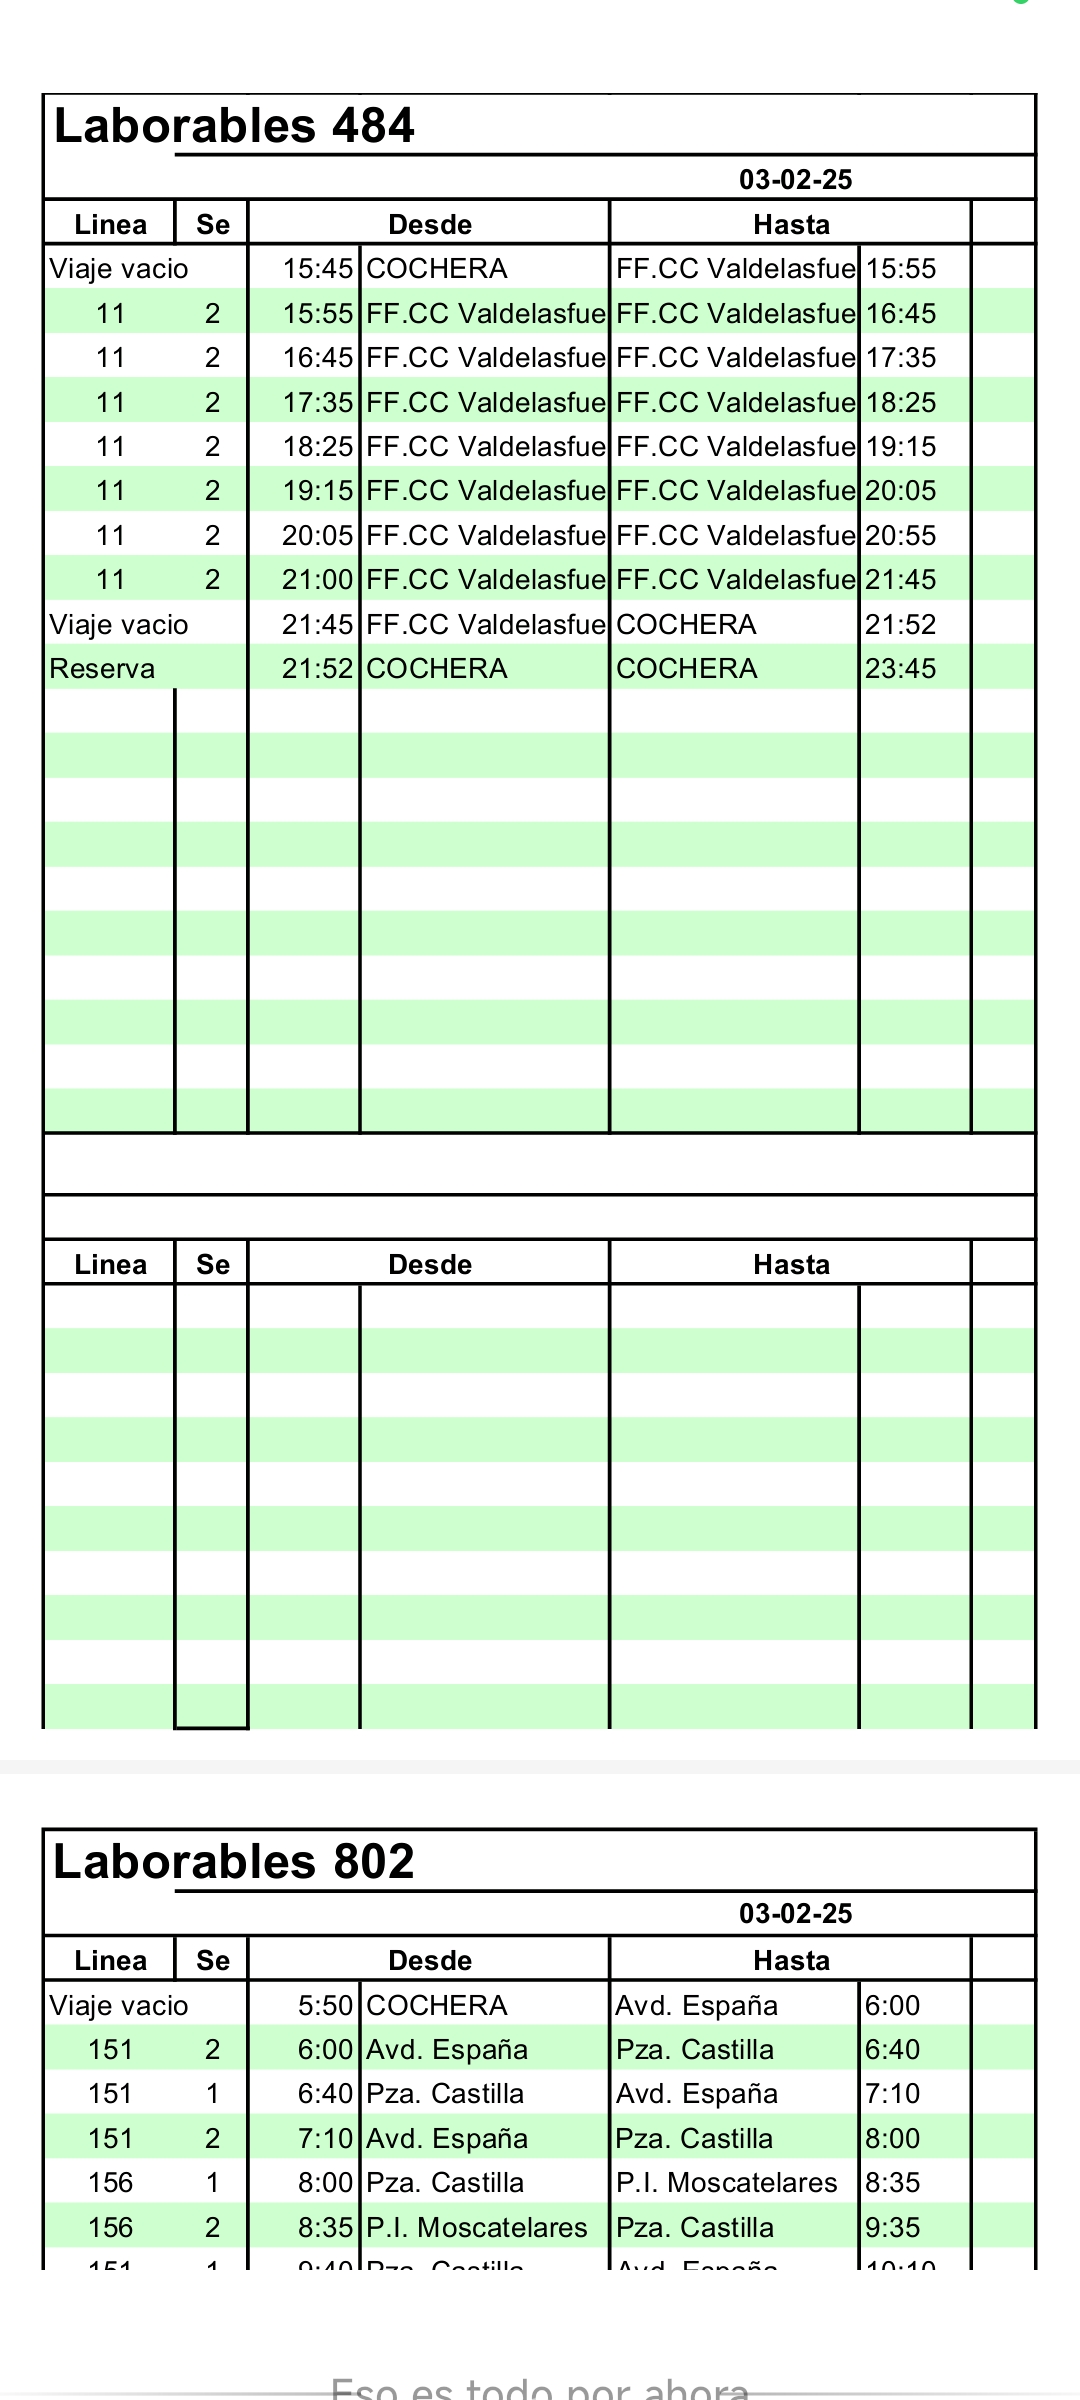 Laborables 484
03-02-25
Linea Se Desde Hasta
Viaje vacio 15:45 COCHERA FF.CC Valdelasfue 15:55
11 2 15:55 FF.CC Valdelasfue FF.CC Valdelasfue 16:45
11 2 16:45 FF.CC Valdelasfue FF.CC Valdelasfue 17:35
11 2 17:35 FF.CC Valdelasfue FF.CC Valdelasfue 18:25
11 2 18:25 FF.CC Valdelasfue FF.CC Valdelasfue 19:15
11 2 19:15 FF.CC Valdelasfue FF.CC Valdelasfue 20:05
11 2 20:05 FF.CC Valdelasfue FF.CC Valdelasfue 20:55
11 2 21:00 FF.CC Valdelasfue FF.CC Valdelasfue 21:45
Viaje vacio 21:45 FF.CC Valdelasfue COCHERA 21:52
Reserva 21:52 COCHERA COCHERA 23:45
Linea Se Desde Hasta
Laborables 802
03-02-25
Linea Se Desde Hasta
Viaje vacio 5:50 COCHERA Avd. España 6:00
151 2 6:00 Avd. España Pza. Castilla 6:40
151 1 6:40 Pza. Castilla Avd. España 7:10
151 2 7:10 Avd. España Pza. Castilla 8:00
156 1 8:00 Pza. Castilla P.I. Moscatelares 8:35
156 2 8:35 P.I. Moscatelares Pza. Castilla 9:35
151 1 9:40 Pza. Castilla Avd. España 10:10
Eso es todo por ahora